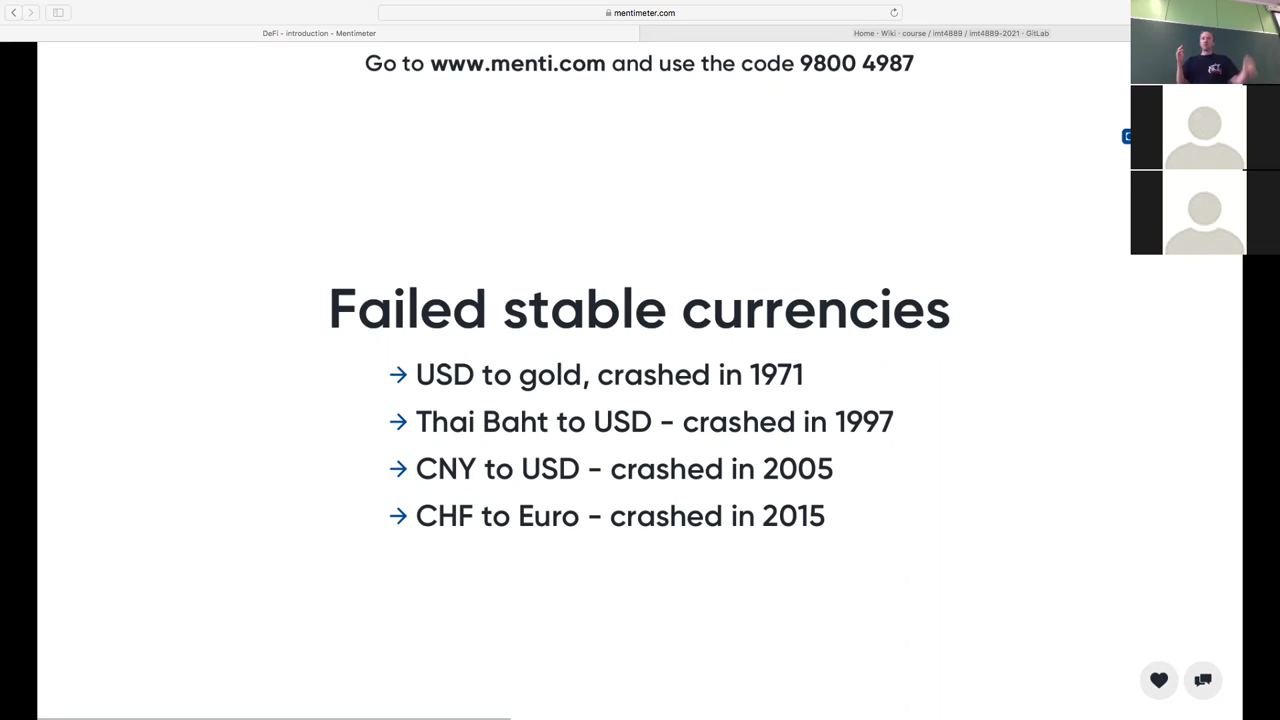 mentimeter.com
DeFi - introduction - Mentimeter
Home · Wiki · course / imt4889 / imt4889-2021 · GitLab
Go to www.menti.com and use the code 9800 4987
Failed stable currencies
→ USD to gold, crashed in 1971
→ Thai Baht to USD - crashed in 1997
→ CNY to USD - crashed in 2005
→ CHF to Euro - crashed in 2015